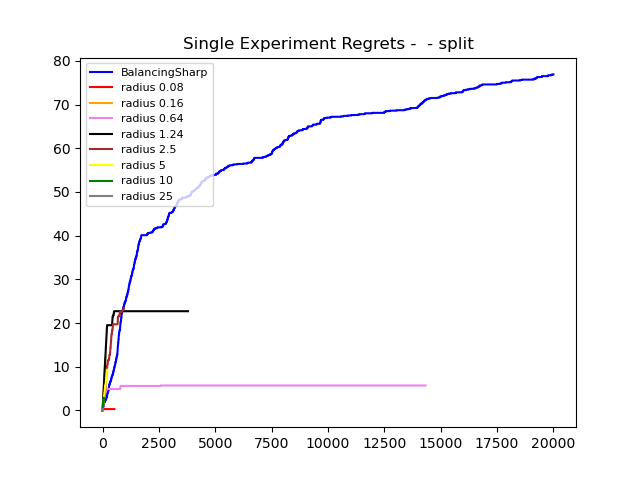 Single Experiment Regrets -  - split
80
70
60
50
40
30
20
10
0
BalancingSharp
radius 0.08
radius 0.16
radius 0.64
radius 1.24
radius 2.5
radius 5
radius 10
radius 25
0 2500 5000 7500 10000 12500 15000 17500 20000